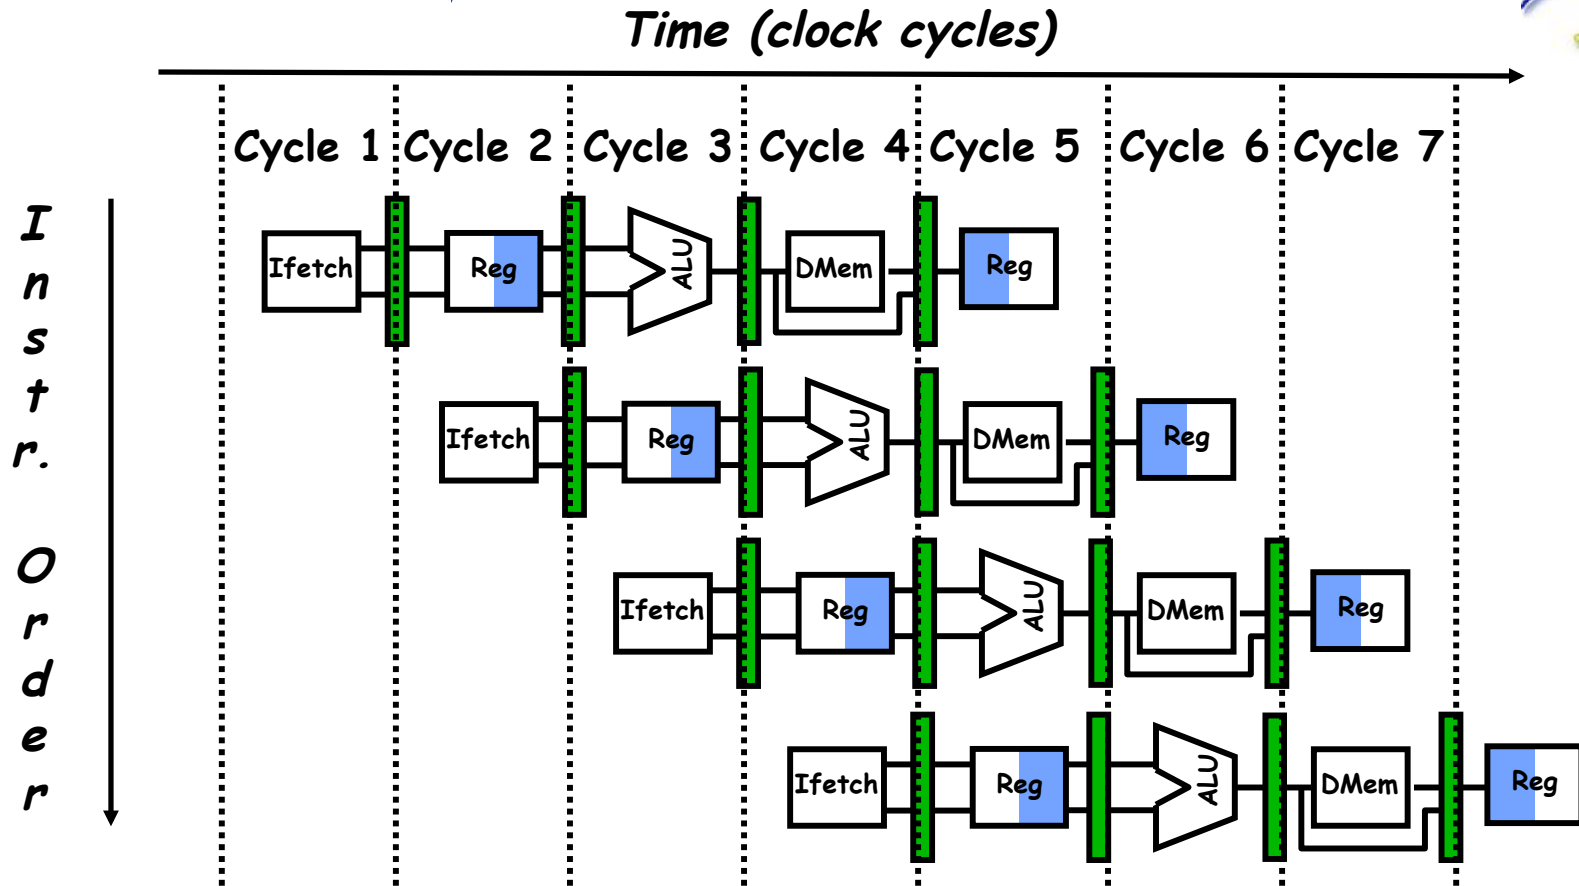 Time (clock cycles)
Cycle 1 Cycle 2 Cycle 3 Cycle 4 Cycle 5 Cycle 6 Cycle 7
Instr. Order
Ifetch Reg ALU DMem Reg
Ifetch Reg ALU DMem Reg
Ifetch Reg ALU DMem Reg
Ifetch Reg ALU DMem Reg